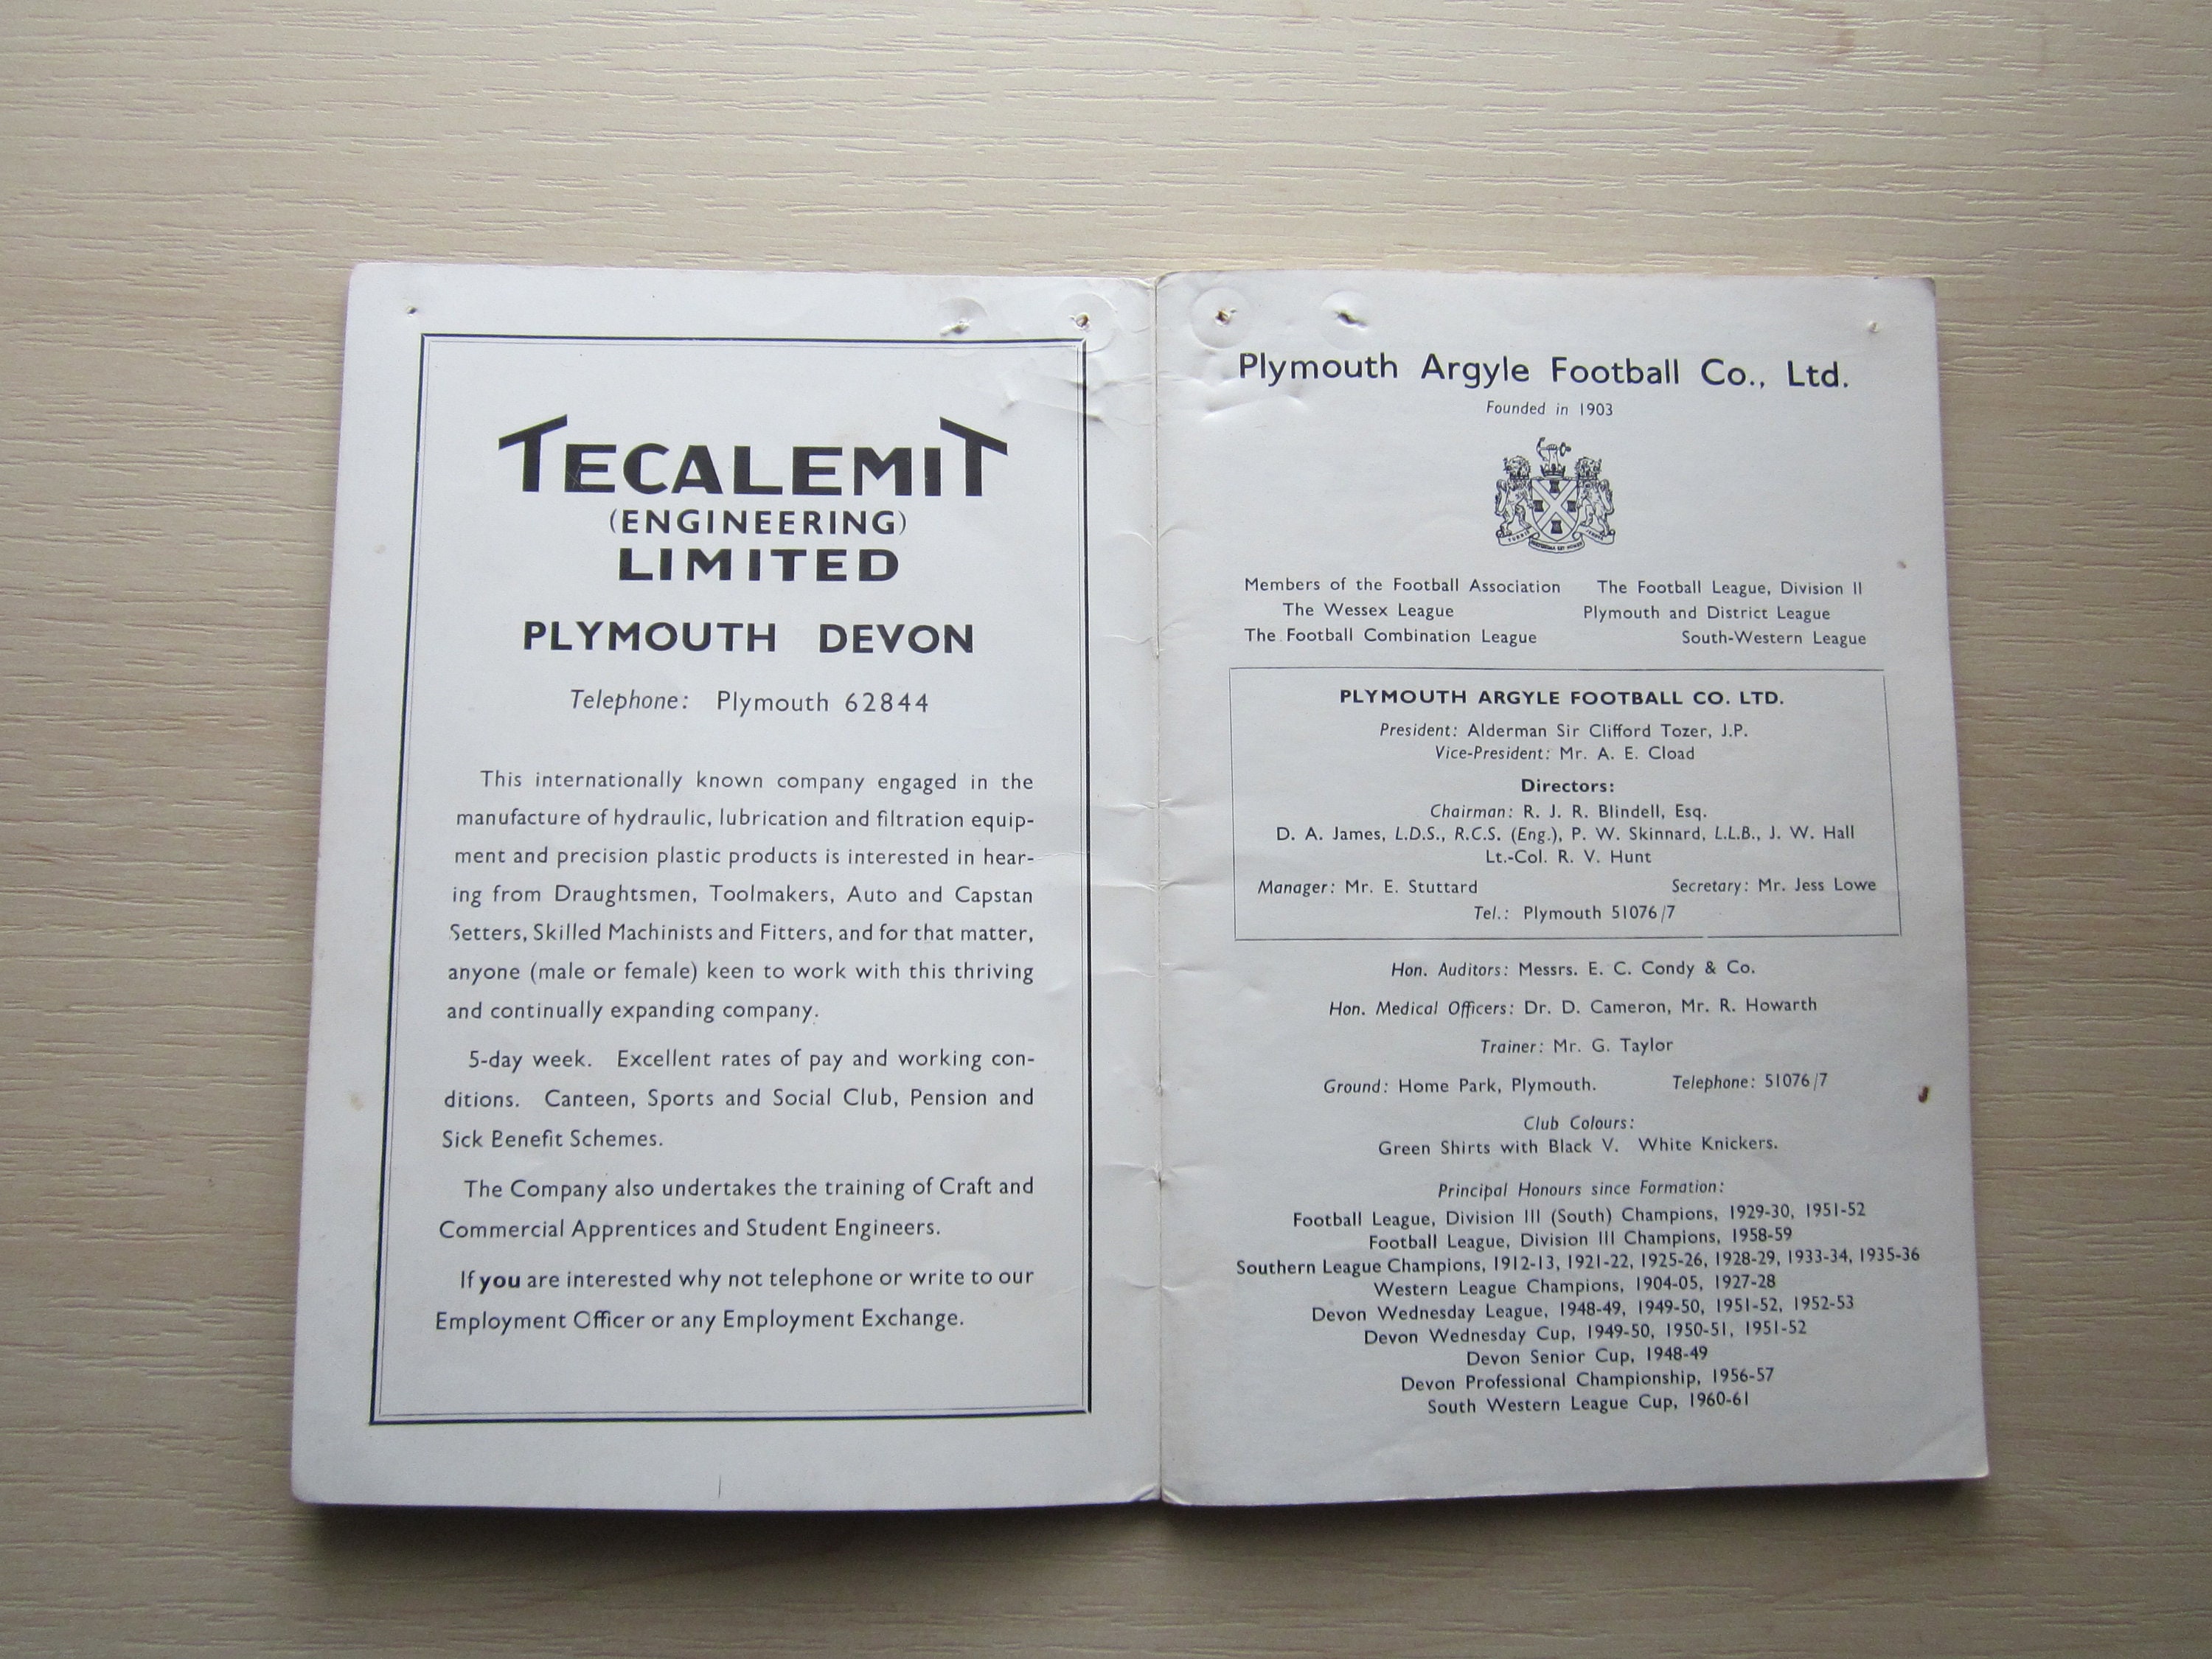 TECALEMIT
(ENGINEERING)
LIMITED
PLYMOUTH DEVON
Telephone: Plymouth 62844
This internationally known company engaged in the
manufacture of hydraulic, lubrication and filtration equip-
ment and precision plastic products is interested in hear-
ing from Draughtsmen, Toolmakers, Auto and Capstan
Setters, Skilled Machinists and Fitters, and for that matter,
anyone (male or female) keen to work with this thriving
and continually expanding company.
5-day week. Excellent rates of pay and working con-
ditions. Canteen, Sports and Social Club, Pension and
Sick Benefit Schemes.
The Company also undertakes the training of Craft and
Commercial Apprentices and Student Engineers.
If you are interested why not telephone or write to our
Employment Officer or any Employment Exchange.
Plymouth Argyle Football Co., Ltd.
Founded in 1903
Members of the Football Association The Football League, Division II
The Wessex League Plymouth and District League
The Football Combination League South-Western League
PLYMOUTH ARGYLE FOOTBALL CO. LTD.
President: Alderman Sir Clifford Tozer, J.P.
Vice-President: Mr. A. E. Cload
Directors:
Chairman: R. J. R. Blindell, Esq.
D. A. James, L.D.S., R.C.S. (Eng.), P. W. Skinnard, L.L.B., J. W. Hall
Lt.-Col. R. V. Hunt
Manager: Mr. E. Stuttard Secretary: Mr. Jess Lowe
Tel.: Plymouth 51076/7
Hon. Auditors: Messrs. E. C. Condy & Co.
Hon. Medical Officers: Dr. D. Cameron, Mr. R. Howarth
Trainer: Mr. G. Taylor
Ground: Home Park, Plymouth. Telephone: 51076/7
Club Colours:
Green Shirts with Black V. White Knickers.
Principal Honours since Formation:
Football League, Division III (South) Champions, 1929-30, 1951-52
Football League, Division III Champions, 1958-59
Southern League Champions, 1912-13, 1921-22, 1925-26, 1928-29, 1933-34, 1935-36
Western League Champions, 1904-05, 1927-28
Devon Wednesday League, 1948-49, 1949-50, 1951-52, 1952-53
Devon Wednesday Cup, 1949-50, 1950-51, 1951-52
Devon Senior Cup, 1948-49
Devon Professional Championship, 1956-57
South Western League Cup, 1960-61